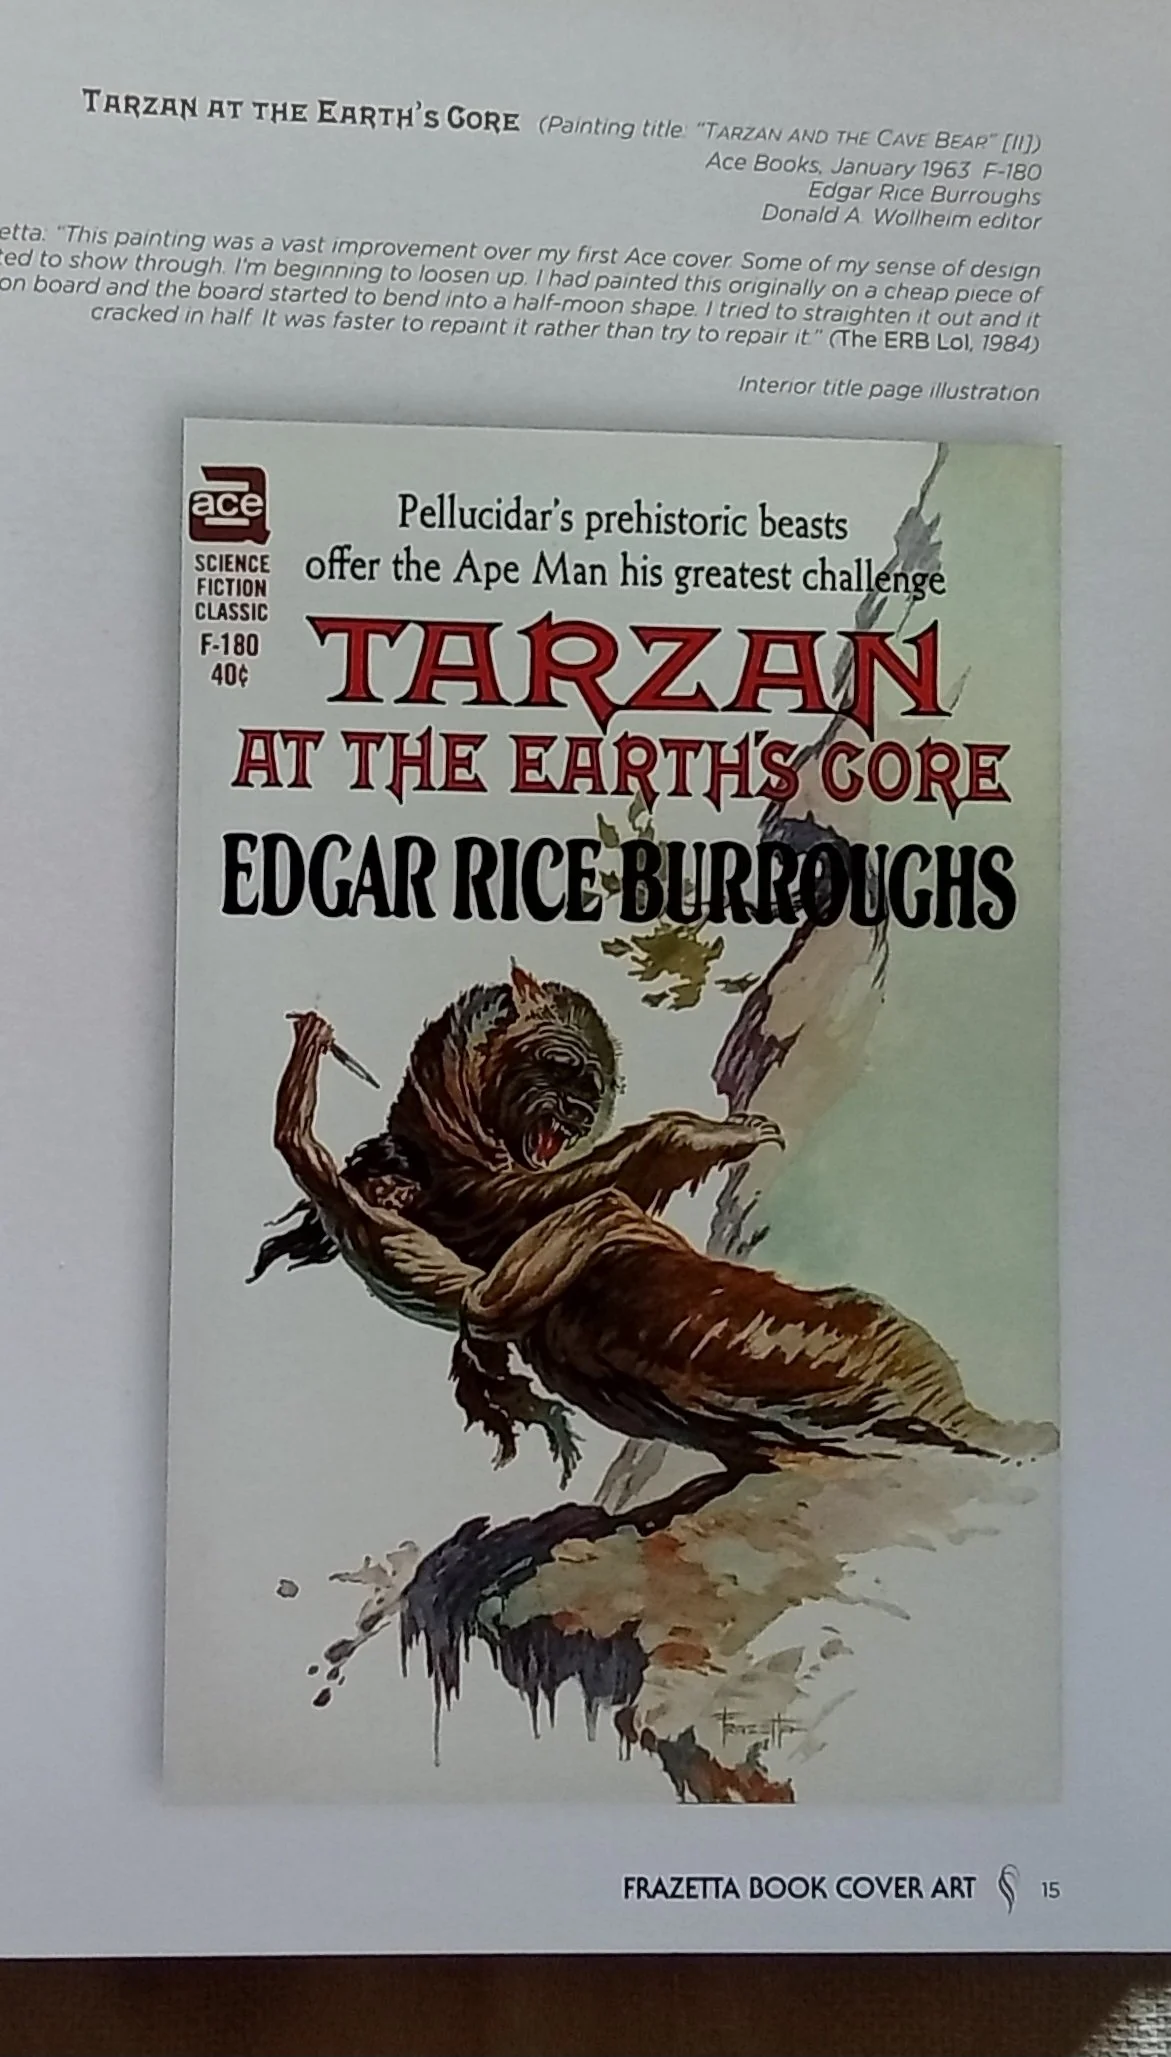 TARZAN AT THE EARTH'S CORE (Painting title: "TARZAN AND THE CAVE BEAR" [II])
Ace Books, January 1963 F-180
Edgar Rice Burroughs
Donald A. Wollheim editor
etta: "This painting was a vast improvement over my first Ace cover. Some of my sense of design
ted to show through. I'm beginning to loosen up. I had painted this originally on a cheap piece of
on board and the board started to bend into a half-moon shape. I tried to straighten it out and it
cracked in half. It was faster to repaint it rather than try to repair it." (The ERB Lol, 1984)
Interior title page illustration
ace
SCIENCE
FICTION
CLASSIC
F-180
40¢
Pellucidar's prehistoric beasts
offer the Ape Man his greatest challenge
TARZAN
AT THE EARTH'S CORE
EDGAR RICE BURROUGHS
Frazetta
FRAZETTA BOOK COVER ART 15